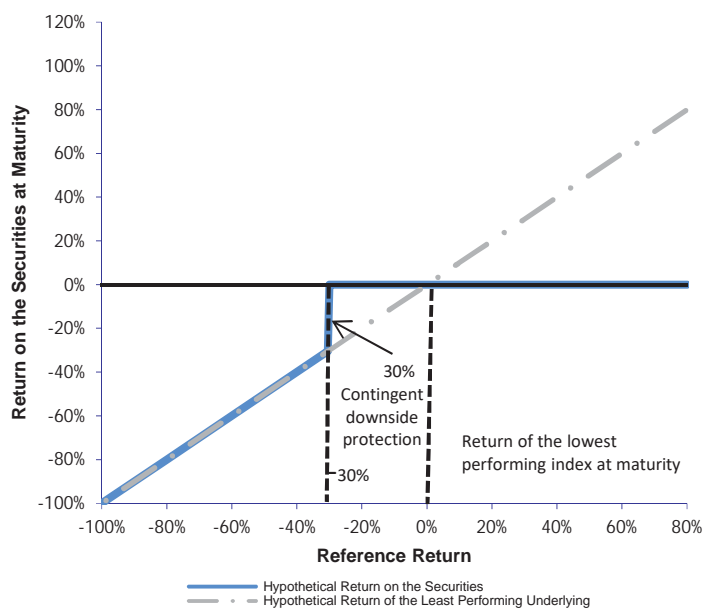 120%
100%
80%
60%
40%
20%
0%
-20%
-40%
-60%
-80%
-100%
Return on the Securities at Maturity
30%
Contingent
downside
protection
-30%
Return of the lowest
performing index at maturity
-100%
-80%
-60%
-40%
-20%
0%
20%
40%
60%
80%
Reference Return
Hypothetical Return on the Securities
Hypothetical Return of the Least Performing Underlying